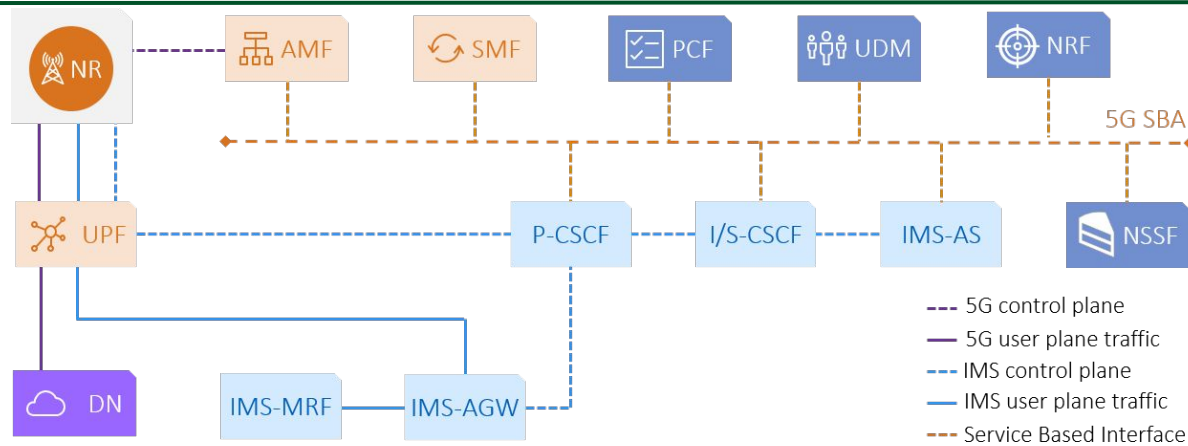 NR
AMF
SMF
PCF
UDM
NRF
5G SBA
UPF
P-CSCF
I/S-CSCF
IMS-AS
NSSF
5G control plane
5G user plane traffic
IMS control plane
IMS user plane traffic
Service Based Interface
DN
IMS-MRF
IMS-AGW